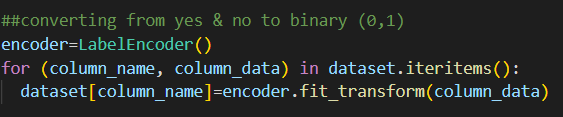 ##converting from yes & no to binary (0,1)
encoder=LabelEncoder()
for (column_name, column_data) in dataset.iteritems():
  dataset[column_name]=encoder.fit_transform(column_data)